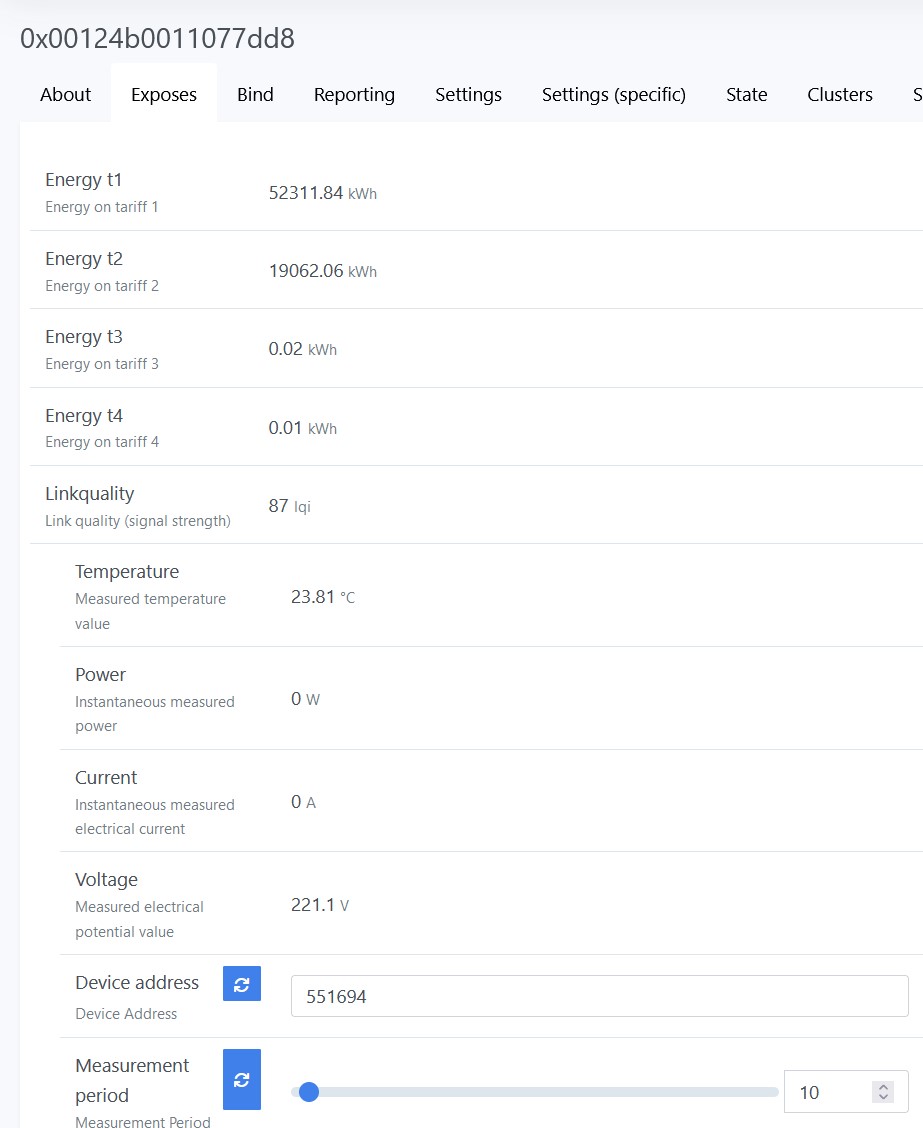 0x00124b0011077dd8
About Exposes Bind Reporting Settings Settings (specific) State Clusters S
Energy t1
Energy on tariff 1
52311.84 kWh
Energy t2
Energy on tariff 2
19062.06 kWh
Energy t3
Energy on tariff 3
0.02 kWh
Energy t4
Energy on tariff 4
0.01 kWh
Linkquality
Link quality (signal strength)
87 lqi
Temperature
Measured temperature
value
23.81 °C
Power
Instantaneous measured
power
0 W
Current
Instantaneous measured
electrical current
0 A
Voltage
Measured electrical
potential value
221.1 V
Device address
Device Address
551694
Measurement
period
Measurement Period
10